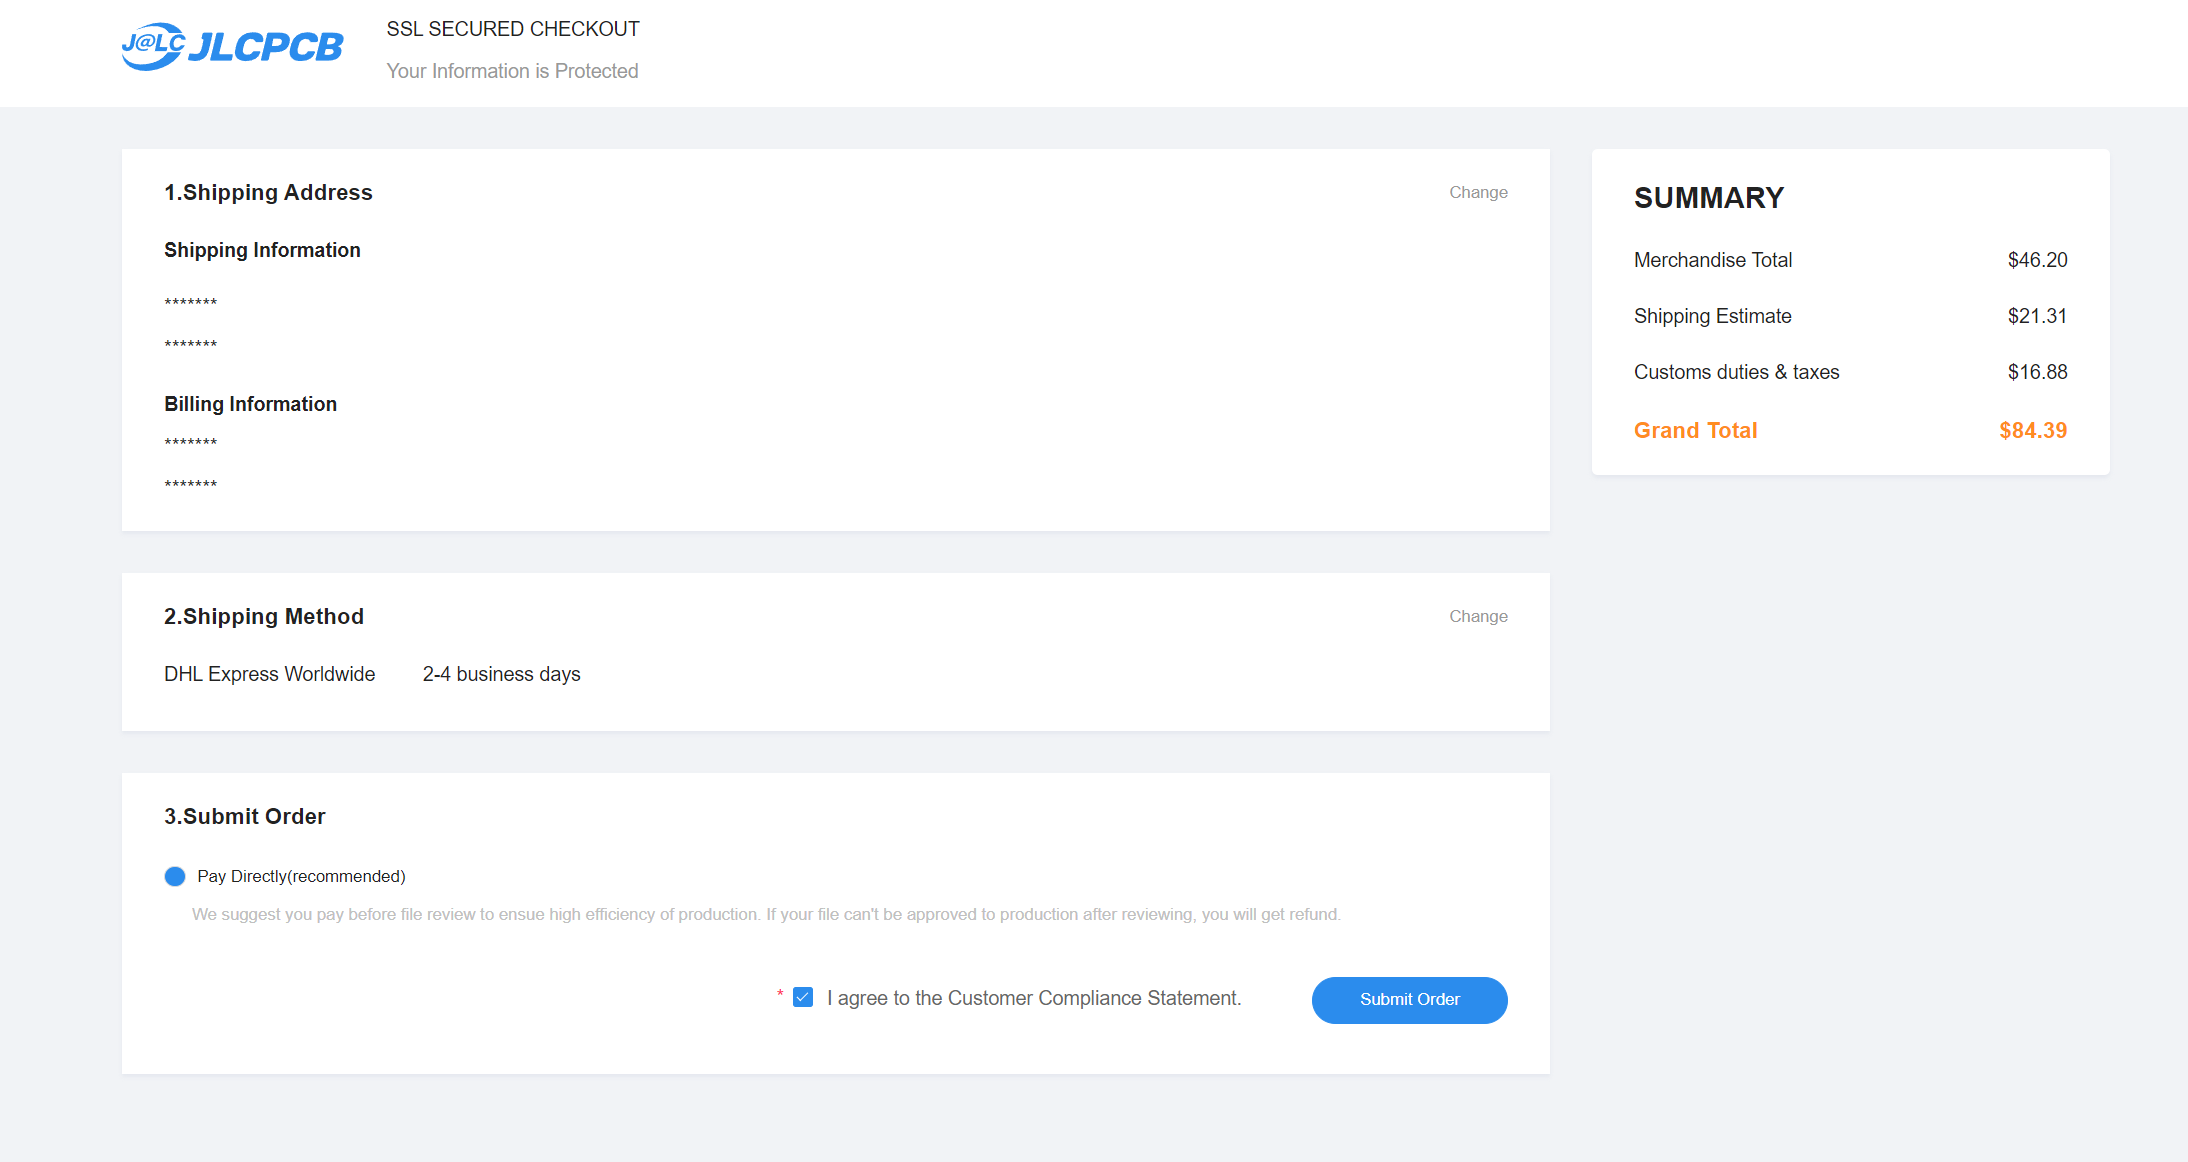 J@LC JLCPCB
SSL SECURED CHECKOUT
Your Information is Protected
1.Shipping Address
Change
Shipping Information
*******
*******
Billing Information
*******
*******
2.Shipping Method
Change
DHL Express Worldwide 2-4 business days
3.Submit Order
Pay Directly(recommended)
We suggest you pay before file review to ensue high efficiency of production. If your file can't be approved to production after reviewing, you will get refund.
* I agree to the Customer Compliance Statement.
Submit Order
SUMMARY
Merchandise Total $46.20
Shipping Estimate $21.31
Customs duties & taxes $16.88
Grand Total $84.39